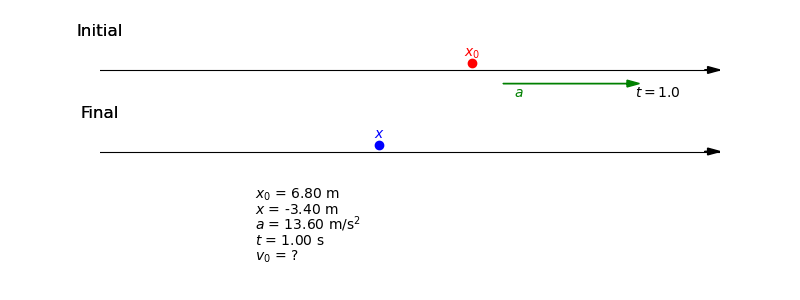 Initial
x₀
a
t = 1.0
Final
x
x₀ = 6.80 m
x = -3.40 m
a = 13.60 m/s²
t = 1.00 s
v₀ = ?